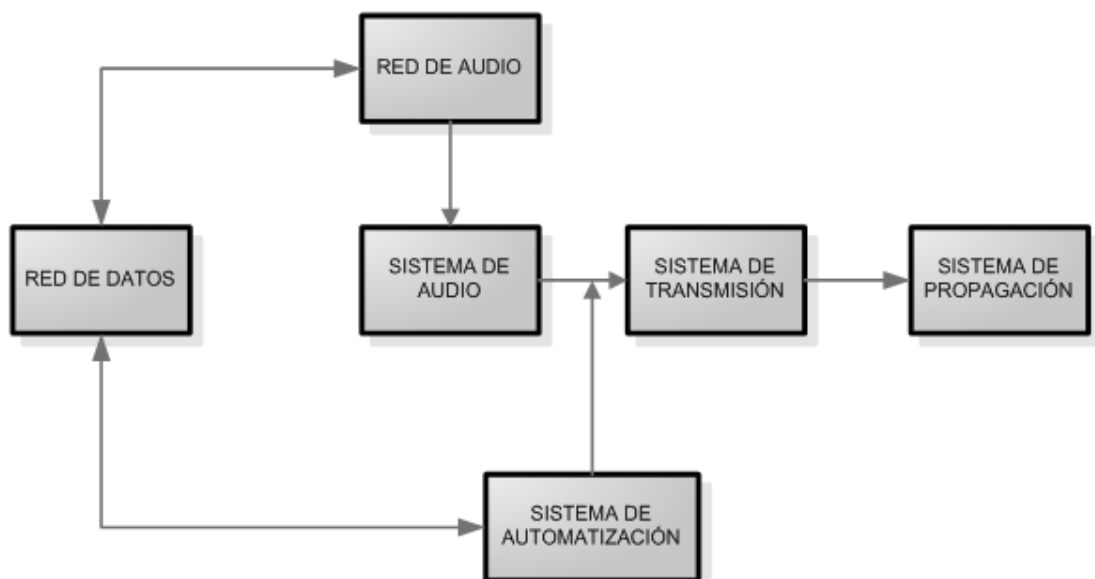 RED DE AUDIO
RED DE DATOS
SISTEMA DE
AUDIO
SISTEMA DE
TRANSMISIÓN
SISTEMA DE
PROPAGACIÓN
SISTEMA DE
AUTOMATIZACIÓN